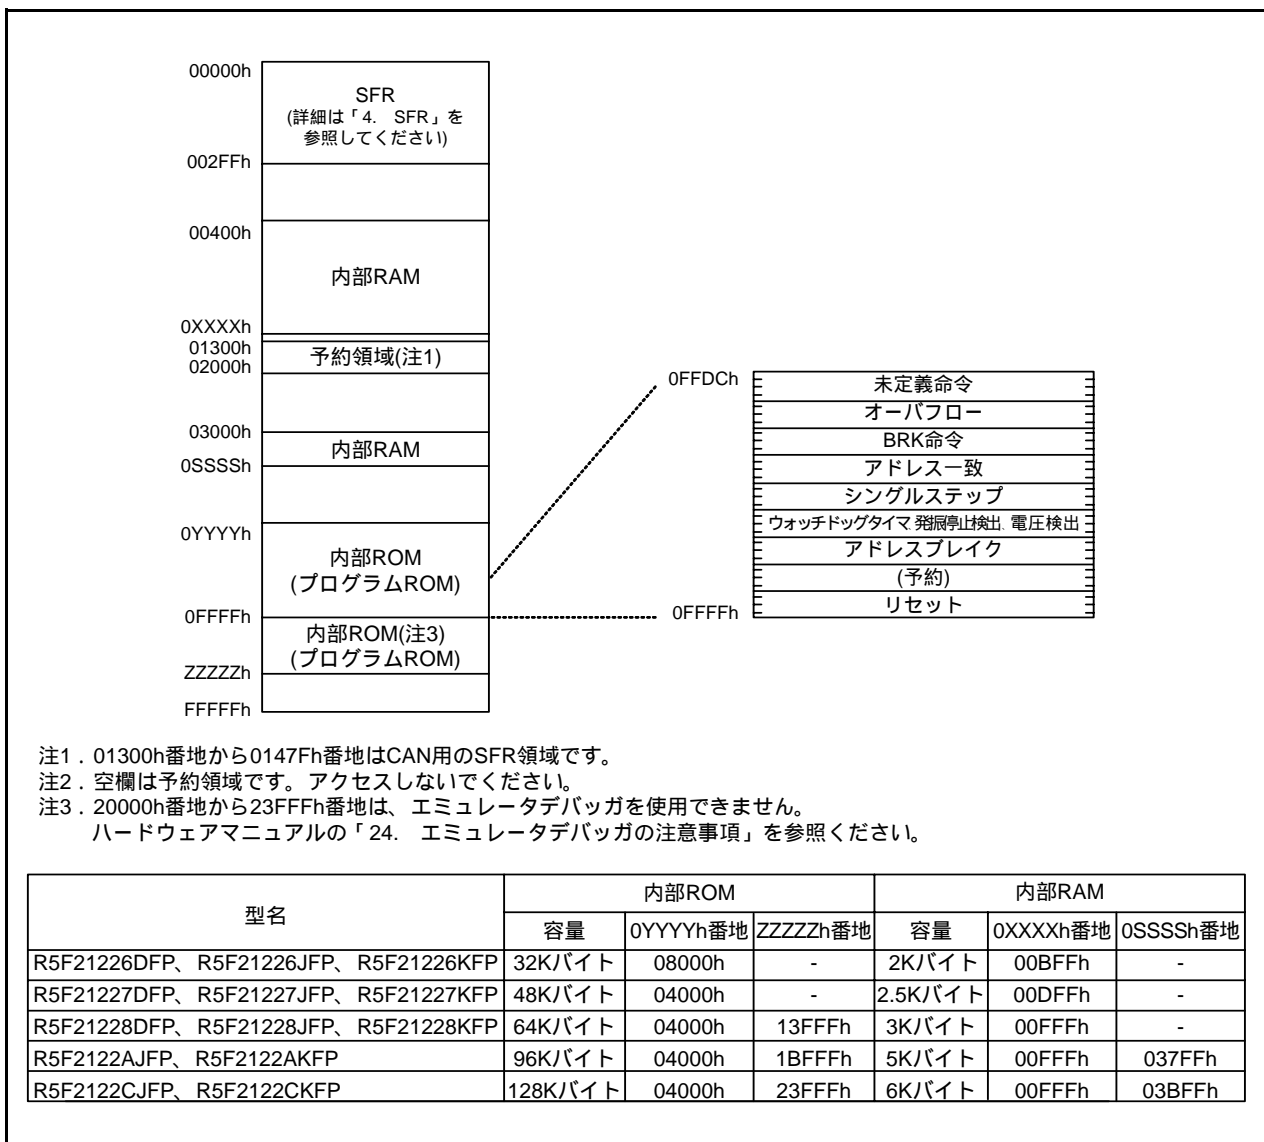 00000h
SFR
(詳細は「4. SFR」を
参照してください)
002FFh
00400h
内部RAM
0XXXXh
01300h
予約領域(注1)
02000h
03000h
内部RAM
0SSSSh
0YYYYh
内部ROM
(プログラムROM)
0FFFFh
内部ROM(注3)
(プログラムROM)
ZZZZZh
FFFFFh
0FFDCh
未定義命令
オーバフロー
BRK命令
アドレス一致
シングルステップ
ウォッチドッグタイマ、発振停止検出、電圧検出
アドレスブレイク
(予約)
リセット
0FFFFh
注1．01300h番地から0147Fh番地はCAN用のSFR領域です。
注2．空欄は予約領域です。アクセスしないでください。
注3．20000h番地から23FFFh番地は、エミュレータデバッガを使用できません。
ハードウェアマニュアルの「24. エミュレータデバッガの注意事項」を参照ください。
型名 内部ROM 内部RAM
容量 0YYYYh番地 ZZZZZh番地 容量 0XXXXh番地 0SSSSh番地
R5F21226DFP、R5F21226JFP、R5F21226KFP 32Kバイト 08000h - 2Kバイト 00BFFh -
R5F21227DFP、R5F21227JFP、R5F21227KFP 48Kバイト 04000h - 2.5Kバイト 00DFFh -
R5F21228DFP、R5F21228JFP、R5F21228KFP 64Kバイト 04000h 13FFFh 3Kバイト 00FFFh -
R5F2122AJFP、R5F2122AKFP 96Kバイト 04000h 1BFFFh 5Kバイト 00FFFh 037FFh
R5F2122CJFP、R5F2122CKFP 128Kバイト 04000h 23FFFh 6Kバイト 00FFFh 03BFFh